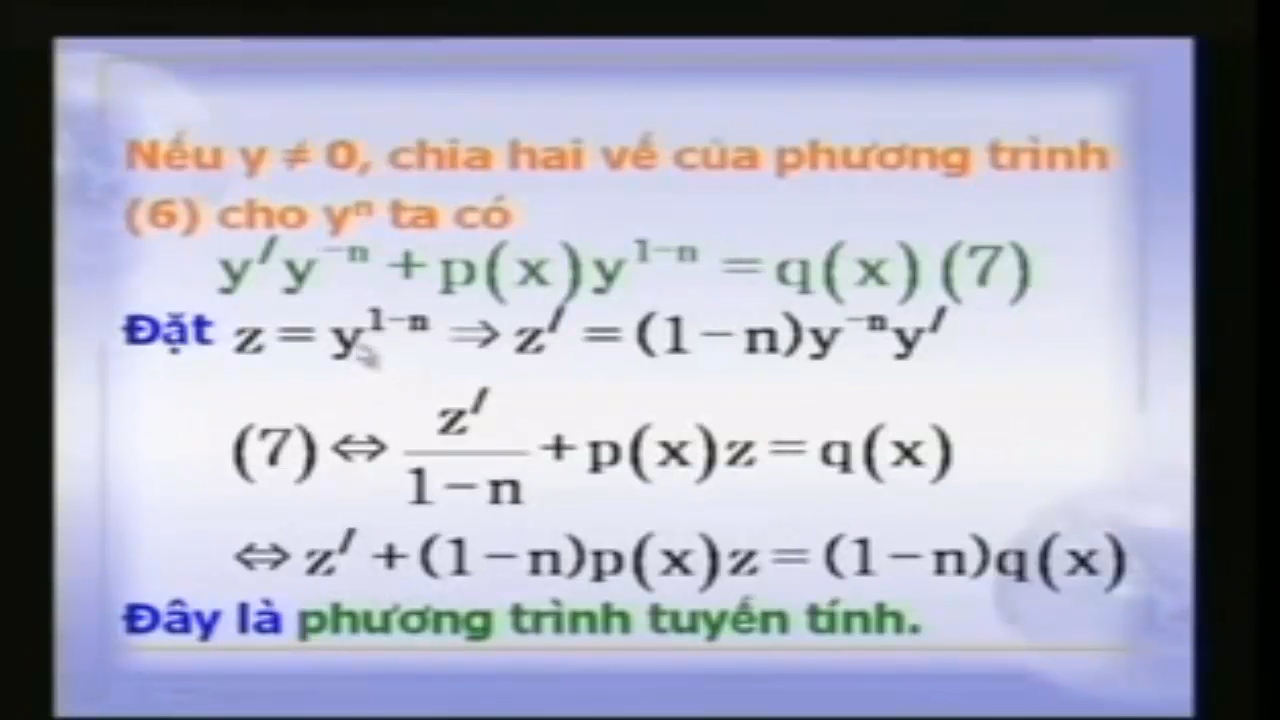 Nếu y ≠ 0, chia hai vế của phương trình
(6) cho yⁿ ta có
y′y⁻ⁿ + p(x)y¹⁻ⁿ = q(x) (7)
Đặt z = y¹⁻ⁿ ⇒ z′ = (1−n)y⁻ⁿy′
(7) ⇔ z′/(1−n) + p(x)z = q(x)
⇔ z′ + (1−n)p(x)z = (1−n)q(x)
Đây là phương trình tuyến tính.